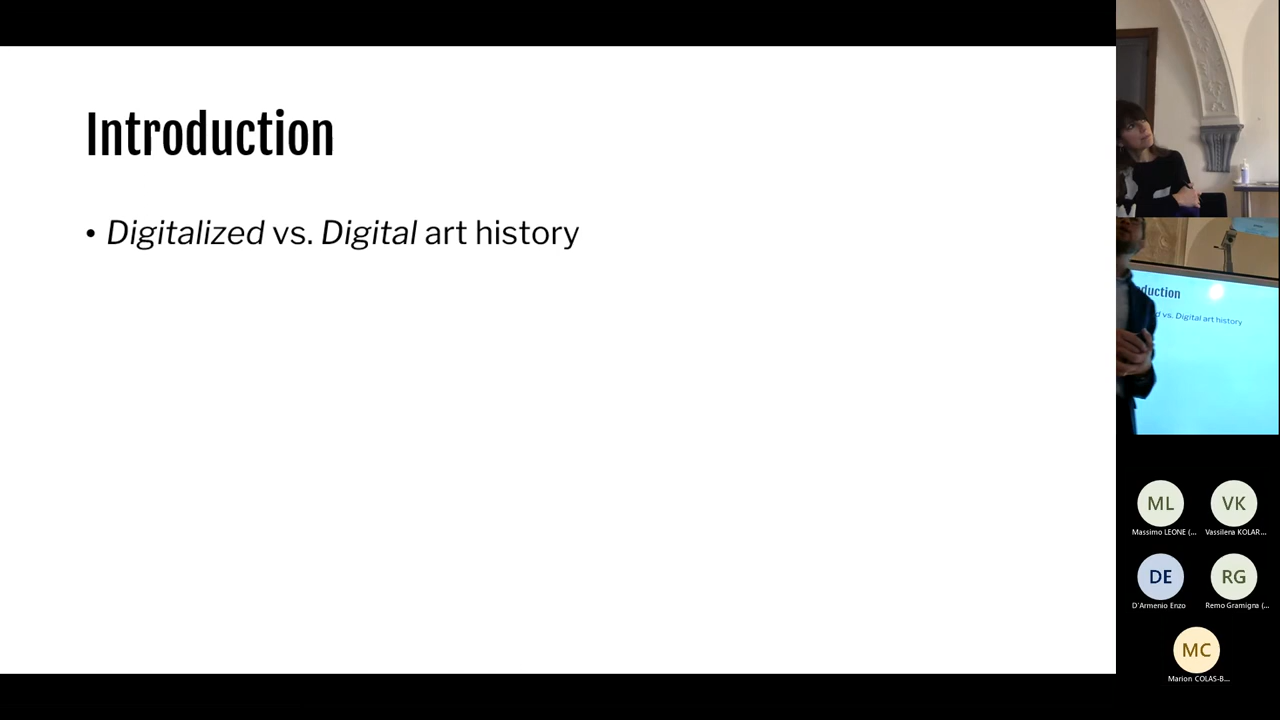 Introduction
• Digitalized vs. Digital art history
duction
d vs. Digital art history
ML
VK
Massimo LEONE (...
Vassilena KOLAR...
DE
RG
D'Armenio Enzo
Remo Gramigna (...
MC
Marion COLAS-B...